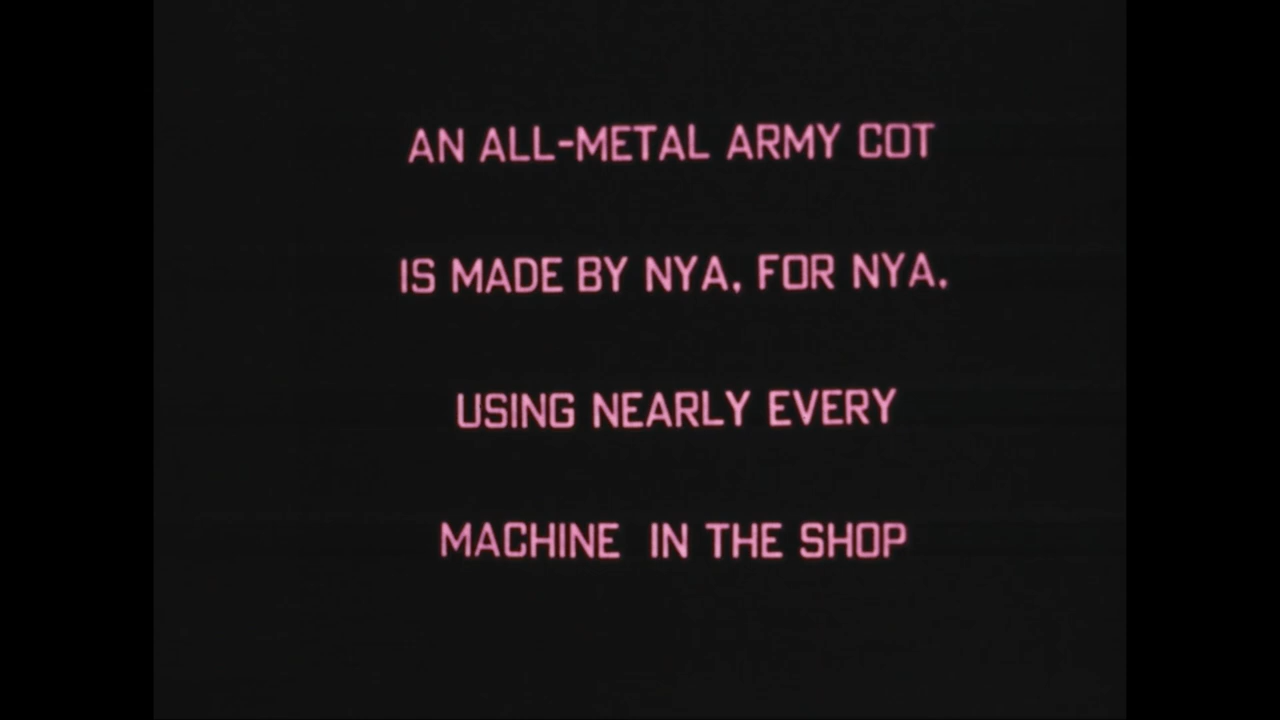 AN ALL-METAL ARMY COT
IS MADE BY NYA, FOR NYA.
USING NEARLY EVERY
MACHINE IN THE SHOP